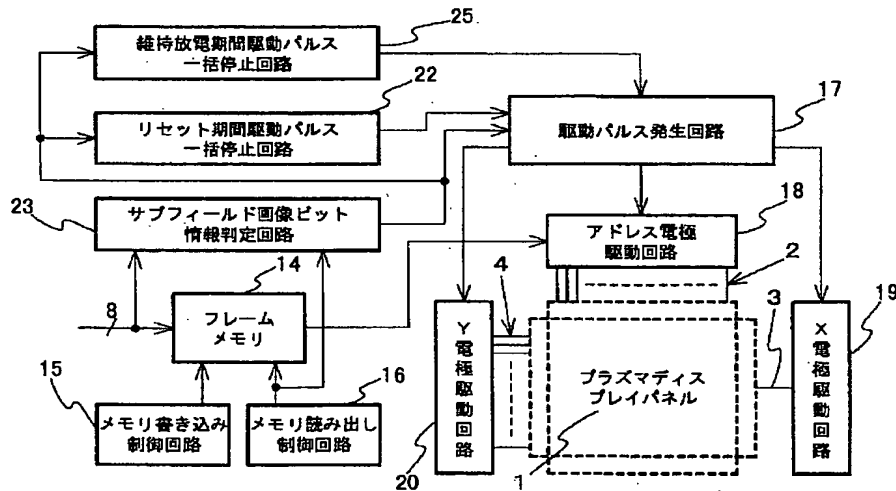 維持放電期間駆動パルス
一括停止回路
25
22
リセット期間駆動パルス
一括停止回路
17
駆動パルス発生回路
23
サブフィールド画像ビット
情報判定回路
18
アドレス電極
駆動回路
14
フレーム
メモリ
8
4
2
19
3
X電極駆動回路
Y電極駆動回路
プラズマディス
プレイパネル
15
メモリ書き込み
制御回路
16
メモリ読み出し
制御回路
20
1